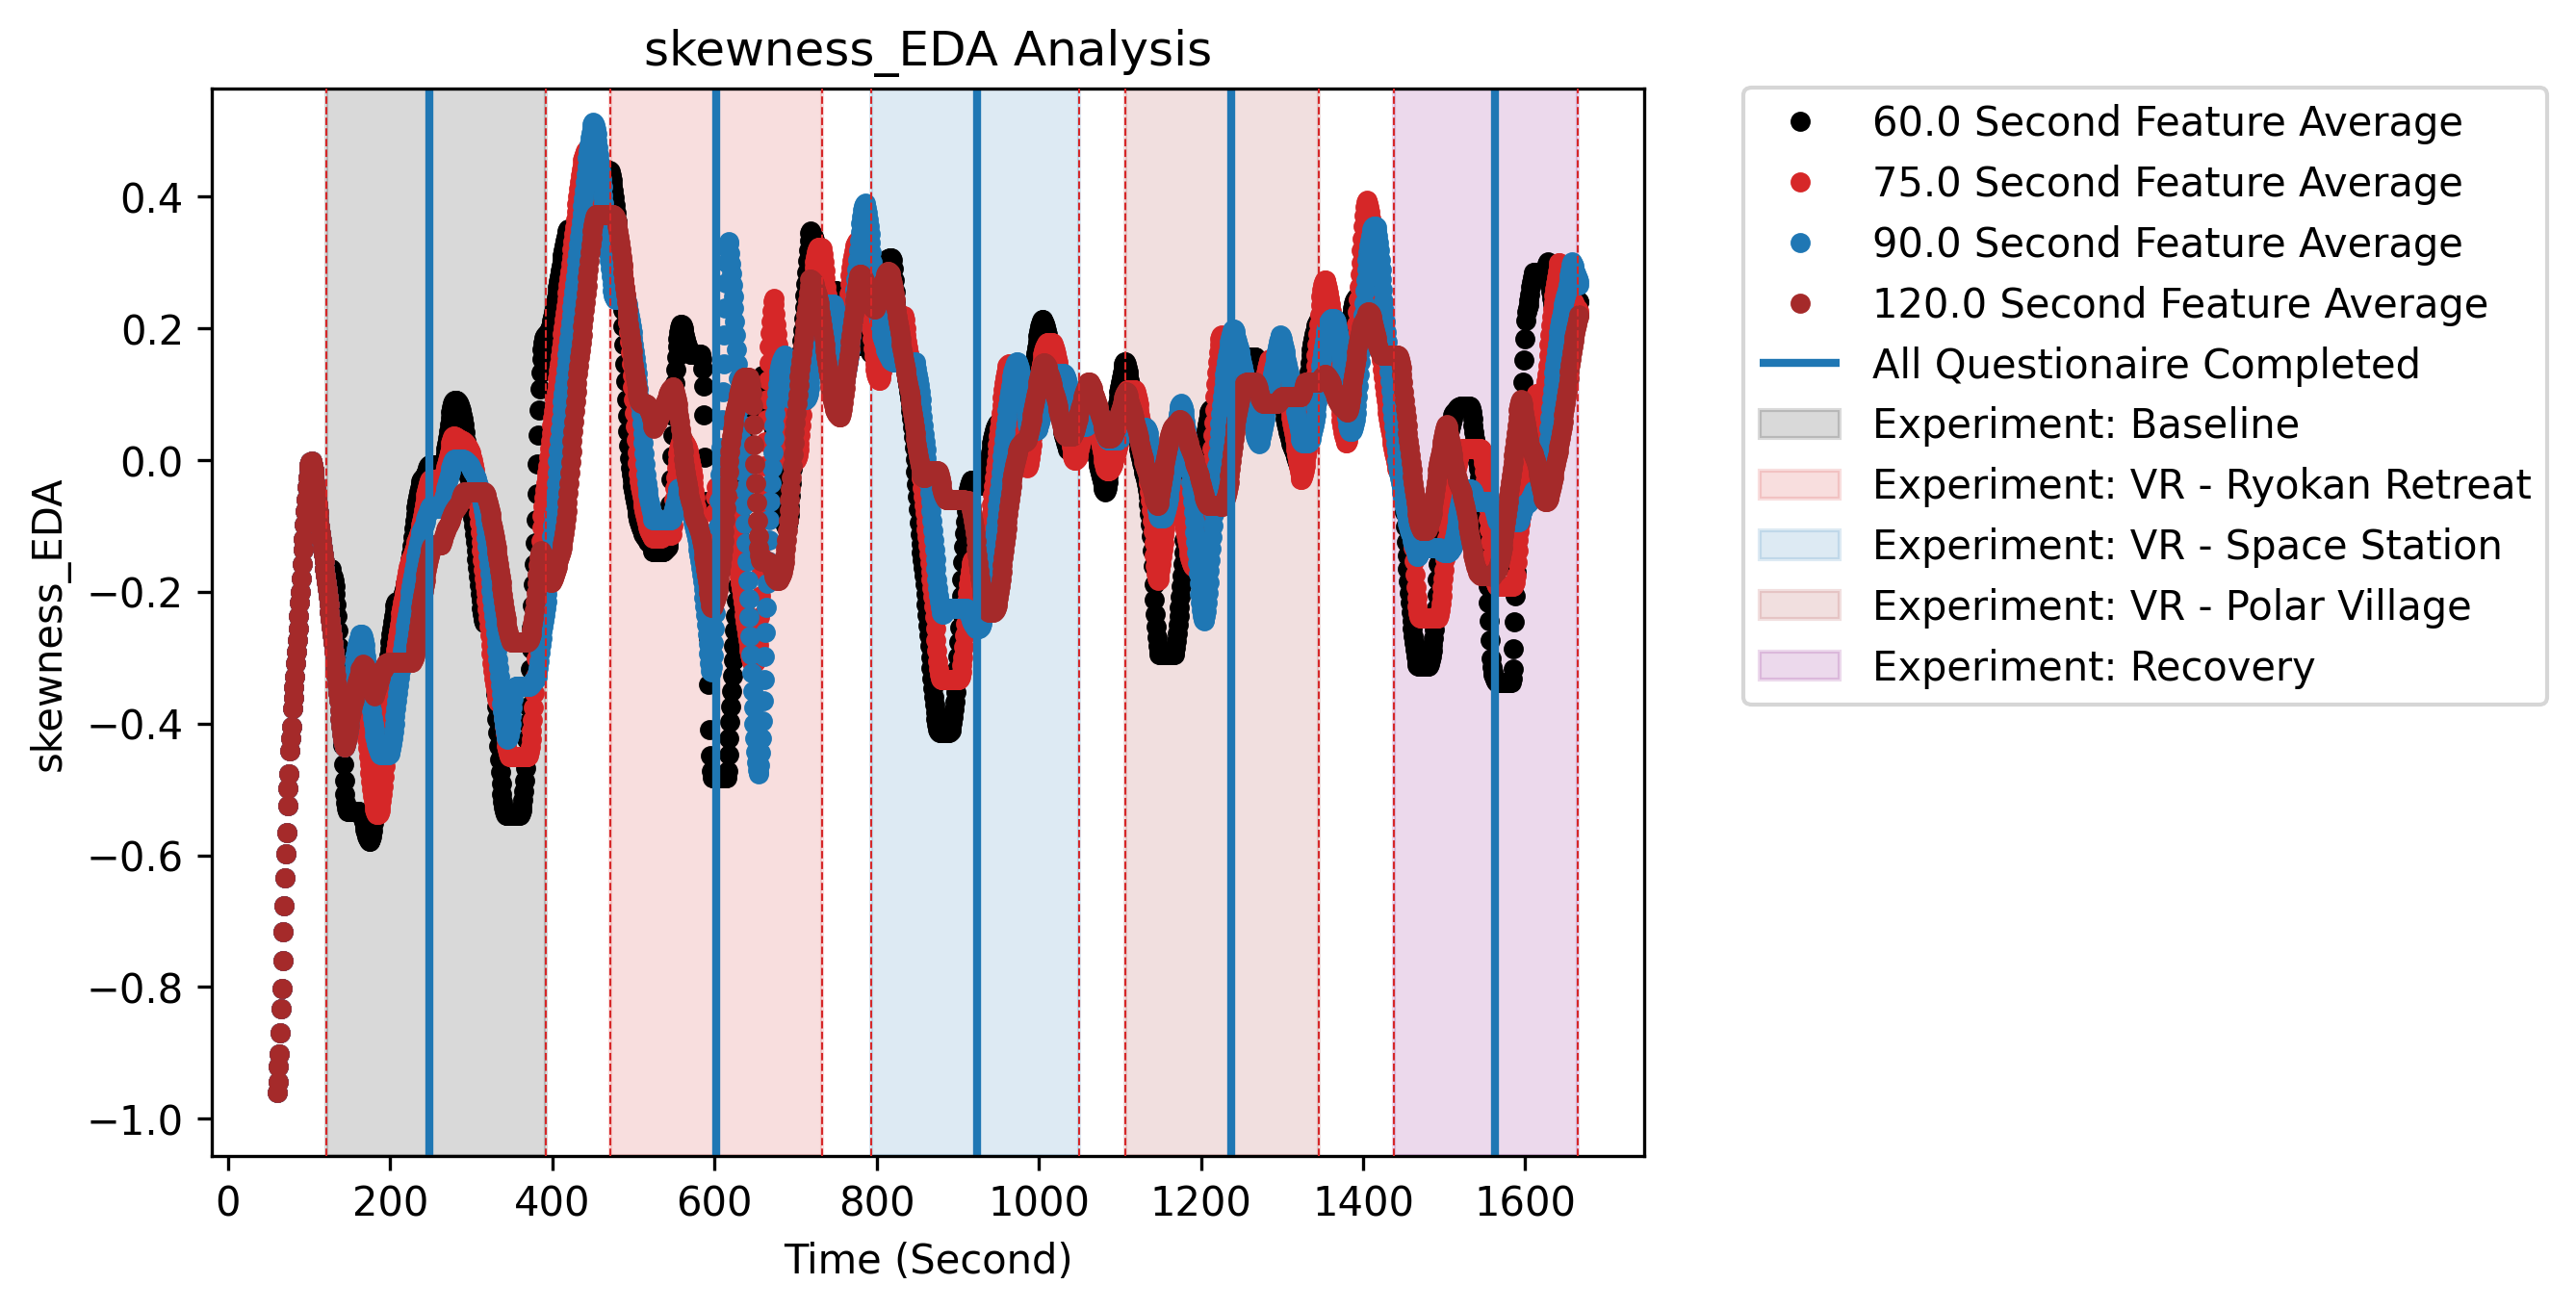 skewness_EDA Analysis
skewness_EDA
0.4
0.2
0.0
−0.2
−0.4
−0.6
−0.8
−1.0
0 200 400 600 800 1000 1200 1400 1600
Time (Second)
60.0 Second Feature Average
75.0 Second Feature Average
90.0 Second Feature Average
120.0 Second Feature Average
All Questionaire Completed
Experiment: Baseline
Experiment: VR - Ryokan Retreat
Experiment: VR - Space Station
Experiment: VR - Polar Village
Experiment: Recovery